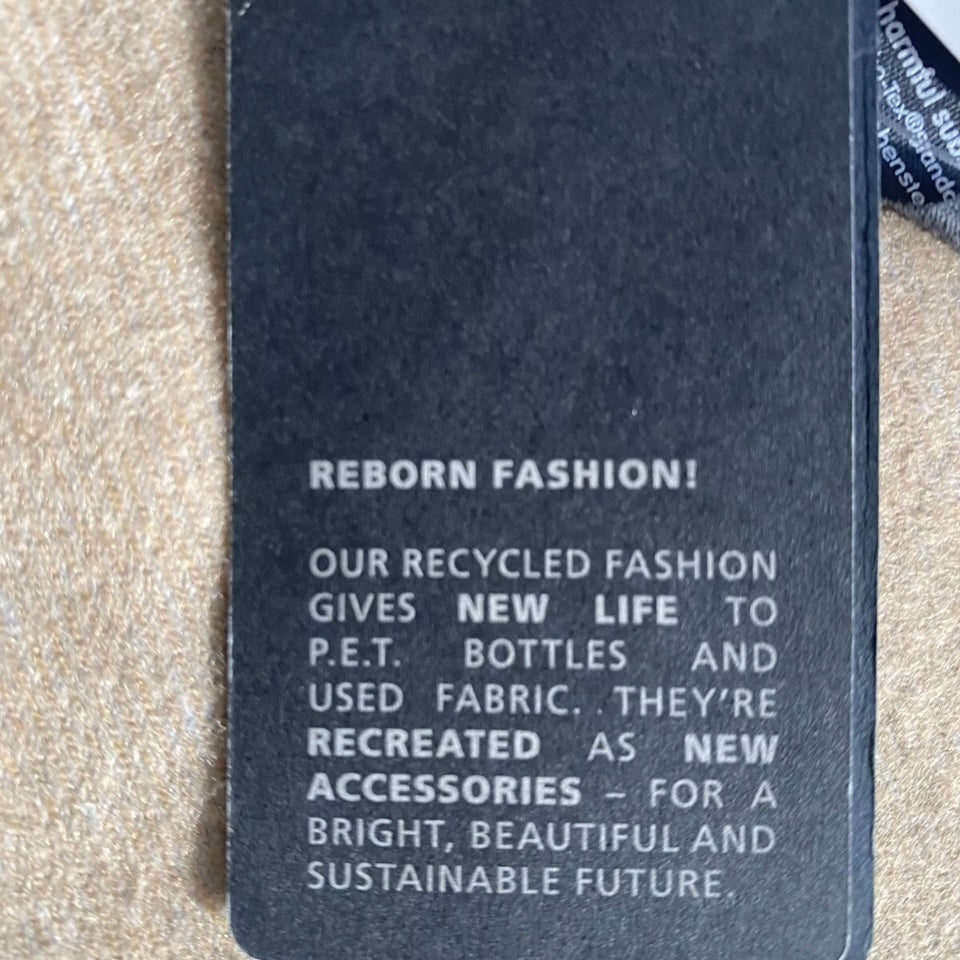 REBORN FASHION!
OUR RECYCLED FASHION
GIVES NEW LIFE TO
P.E.T. BOTTLES AND
USED FABRIC. THEY'RE
RECREATED AS NEW
ACCESSORIES – FOR A
BRIGHT, BEAUTIFUL AND
SUSTAINABLE FUTURE.
harmful